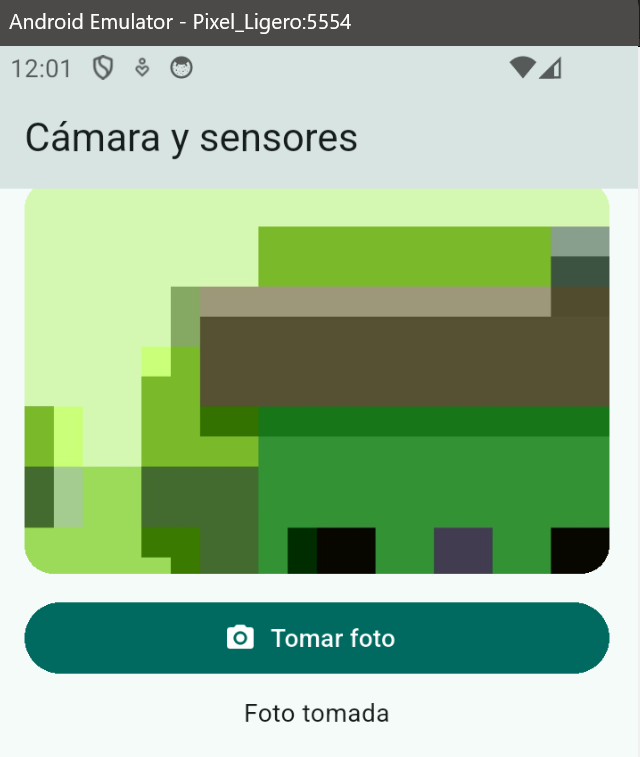 Android Emulator - Pixel_Ligero:5554
12:01
Cámara y sensores
Tomar foto
Foto tomada